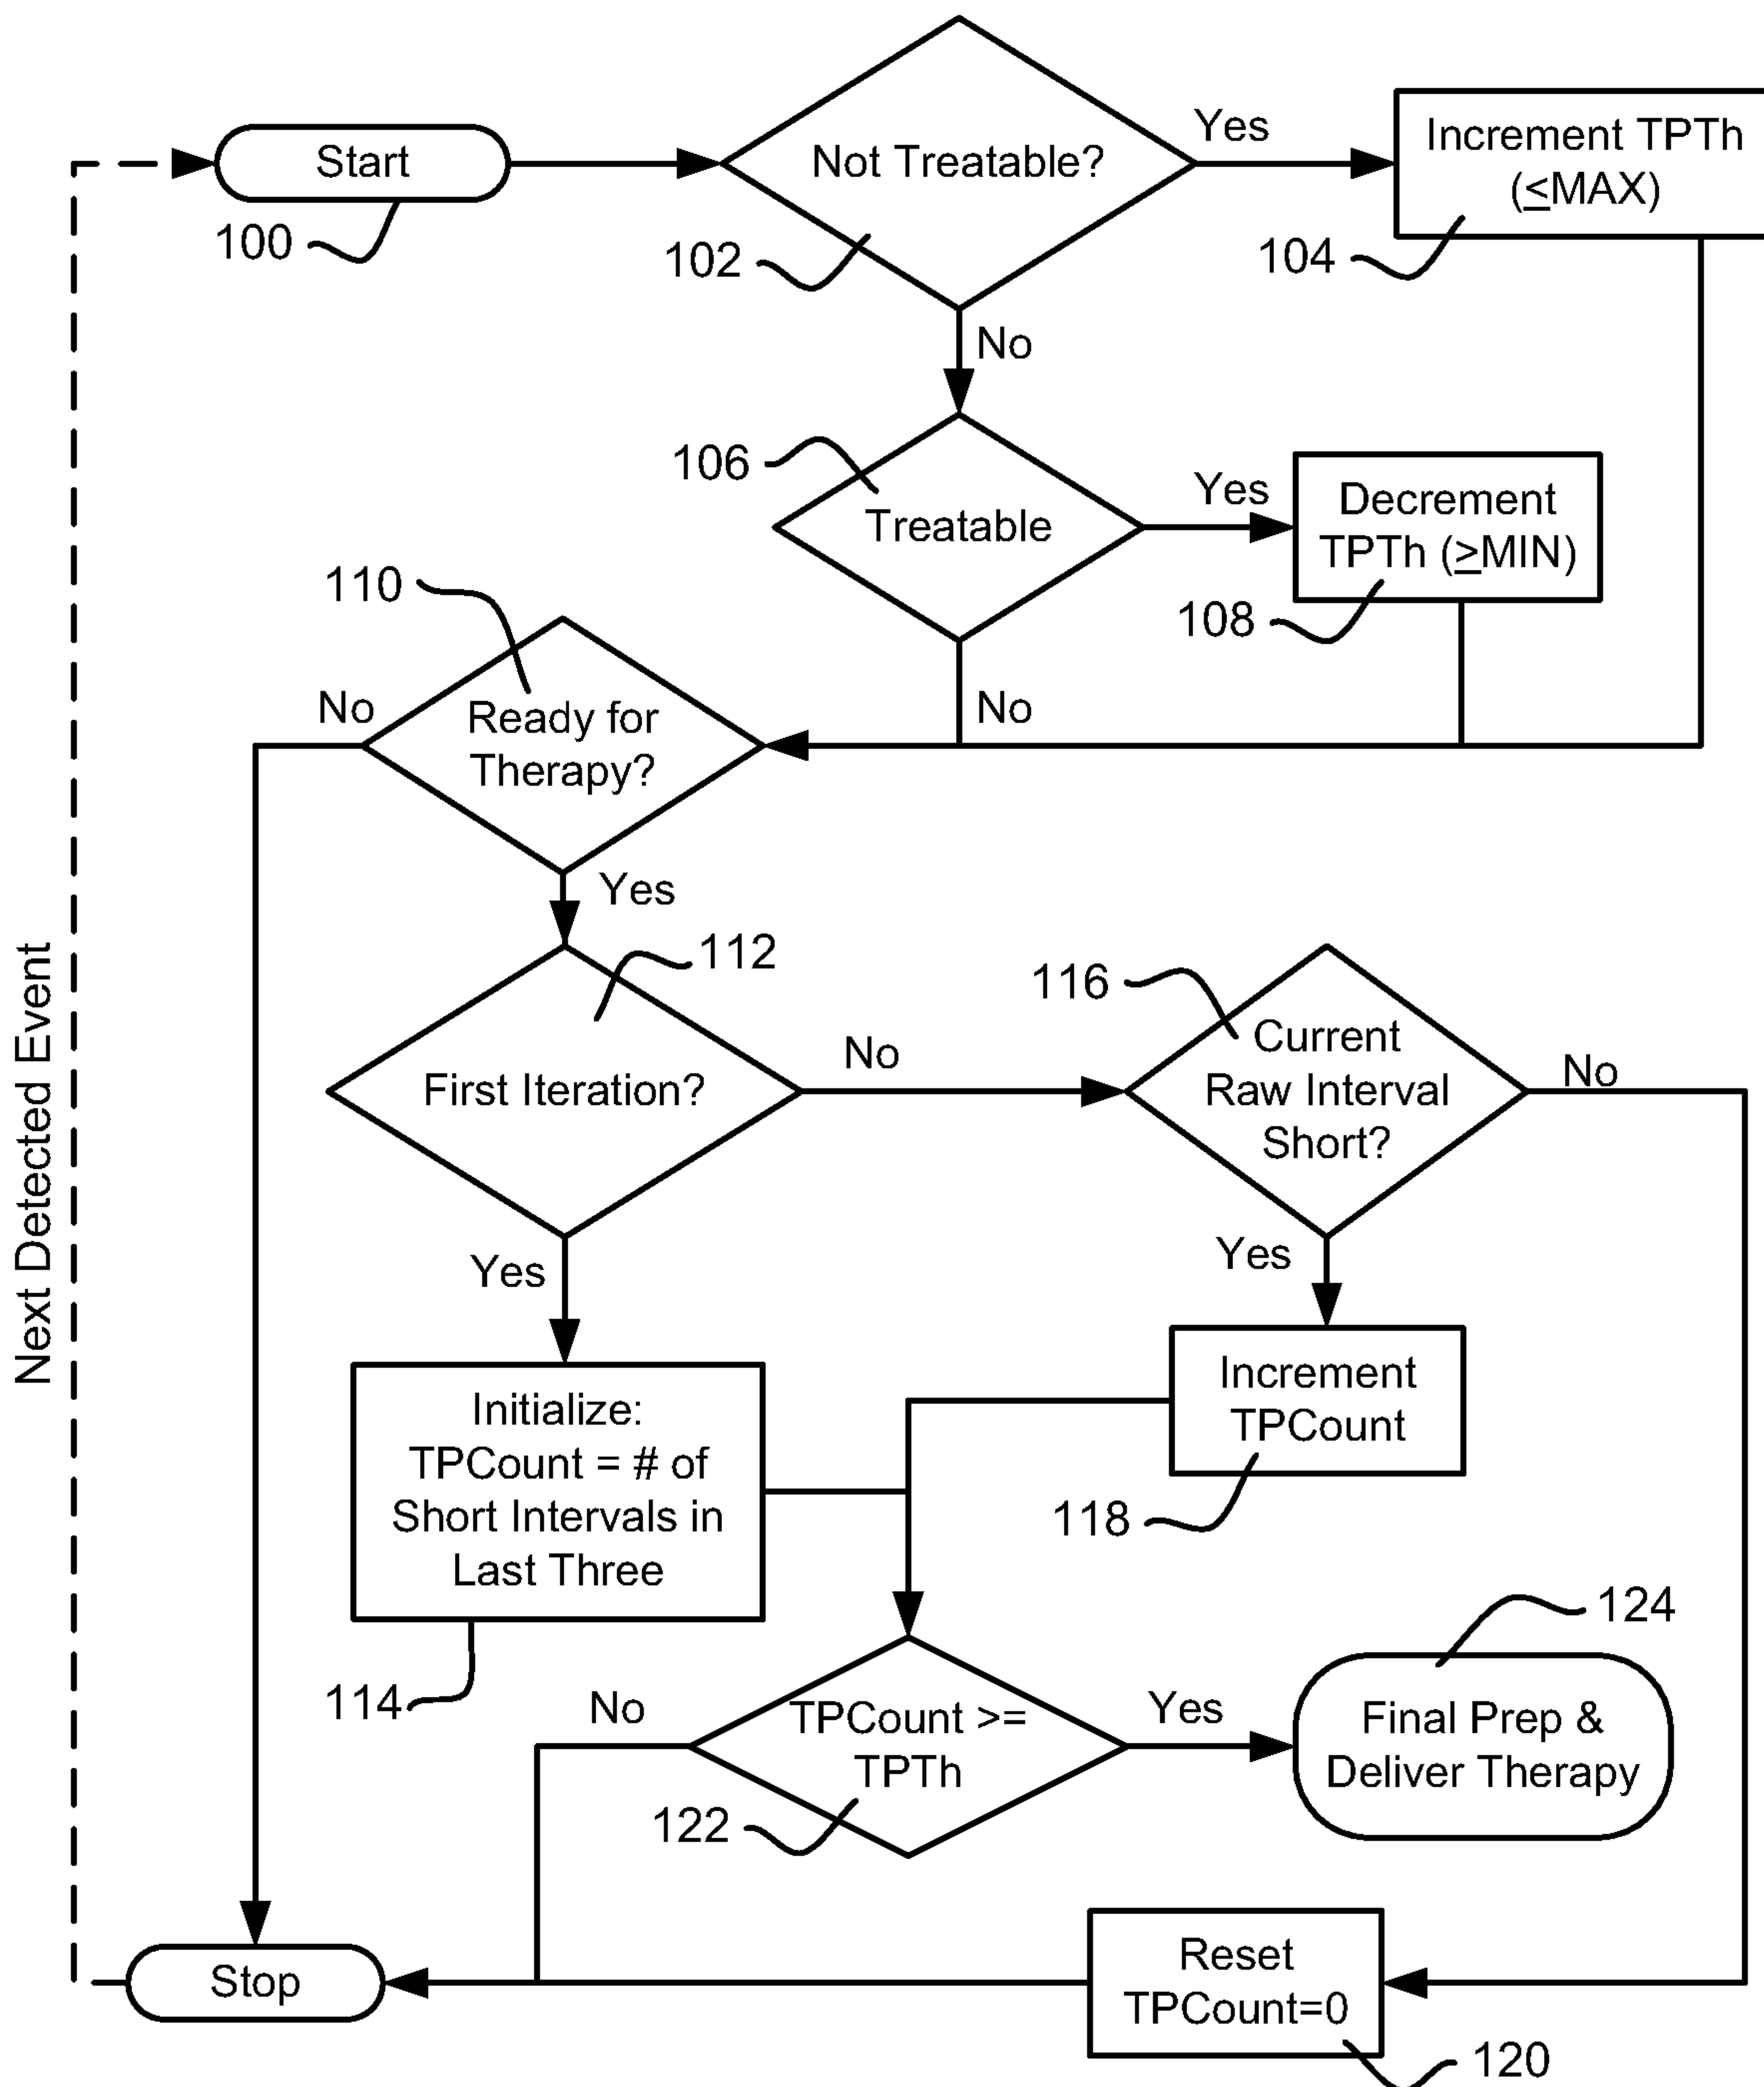 Start
100
Not Treatable?
102
Yes
Increment TPTh
(≤MAX)
104
No
106
Treatable
Yes
Decrement
TPTh (≥MIN)
108
No
110
Ready for
Therapy?
No
Yes
112
First Iteration?
No
116
Current
Raw Interval
Short?
No
Yes
Yes
Initialize:
TPCount = # of
Short Intervals in
Last Three
114
Increment
TPCount
118
TPCount >=
TPTh
122
No
Yes
124
Final Prep &
Deliver Therapy
Reset
TPCount=0
120
Stop
Next Detected Event